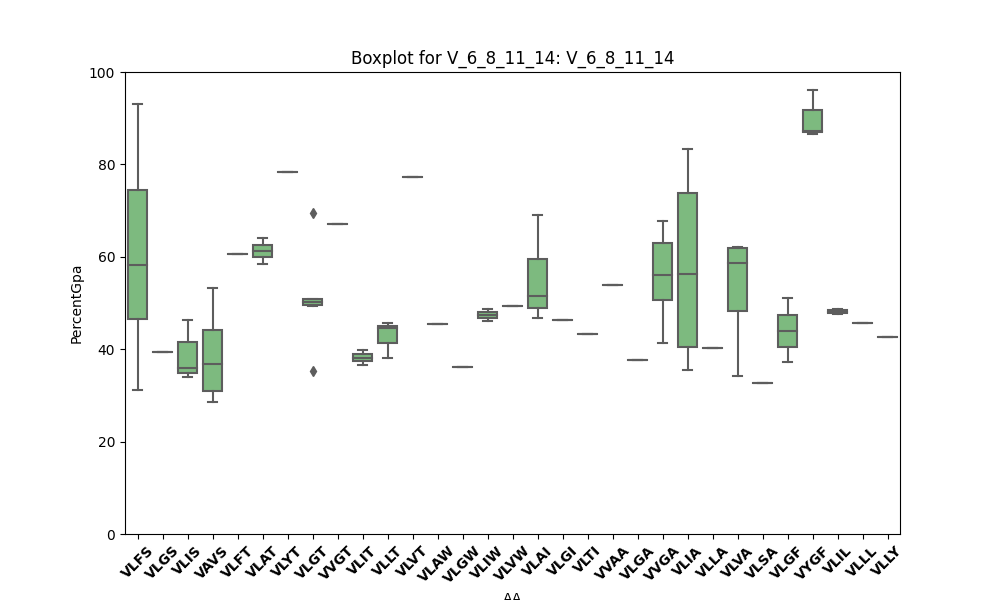 Boxplot for V_6_8_11_14: V_6_8_11_14
100
80
60
40
20
0
PercentGpa
VLFS
VLGS
VLIS
VAVS
VLFT
VLAT
VLYT
VLGT
VVGT
VLIT
VLLT
VLVT
VLAW
VLGW
VLIW
VLVW
VLAI
VLGI
VLTI
VVAA
VLGA
VVGA
VLIA
VLLA
VLVA
VLSA
VLGF
VYGF
VLIL
VLLL
VLLY
AA